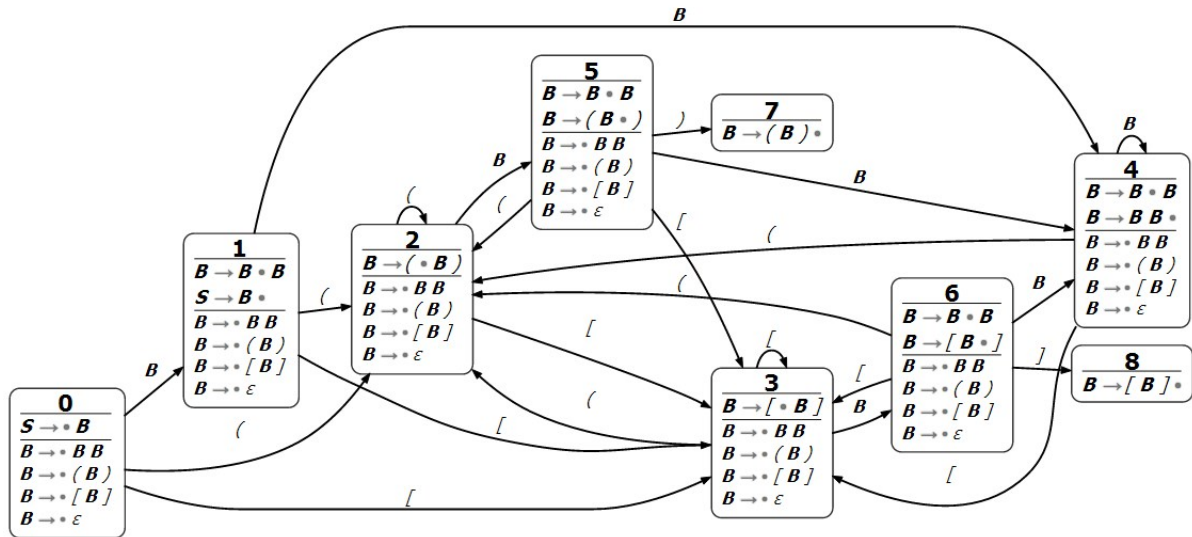 0
S → • B
B → • B B
B → • ( B )
B → • [ B ]
B → • ε
B
(
[
1
B → B • B
S → B •
B → • B B
B → • ( B )
B → • [ B ]
B → • ε
B
(
[
2
B → ( • B )
B → • B B
B → • ( B )
B → • [ B ]
B → • ε
(
B
[
5
B → B • B
B → ( B • )
B → • B B
B → • ( B )
B → • [ B ]
B → • ε
(
)
B
[
7
B → ( B ) •
3
B → [ • B ]
B → • B B
B → • ( B )
B → • [ B ]
B → • ε
[
(
B
6
B → B • B
B → [ B • ]
B → • B B
B → • ( B )
B → • [ B ]
B → • ε
(
[
B
]
4
B → B • B
B → B B •
B → • B B
B → • ( B )
B → • [ B ]
B → • ε
B
(
[
8
B → [ B ] •